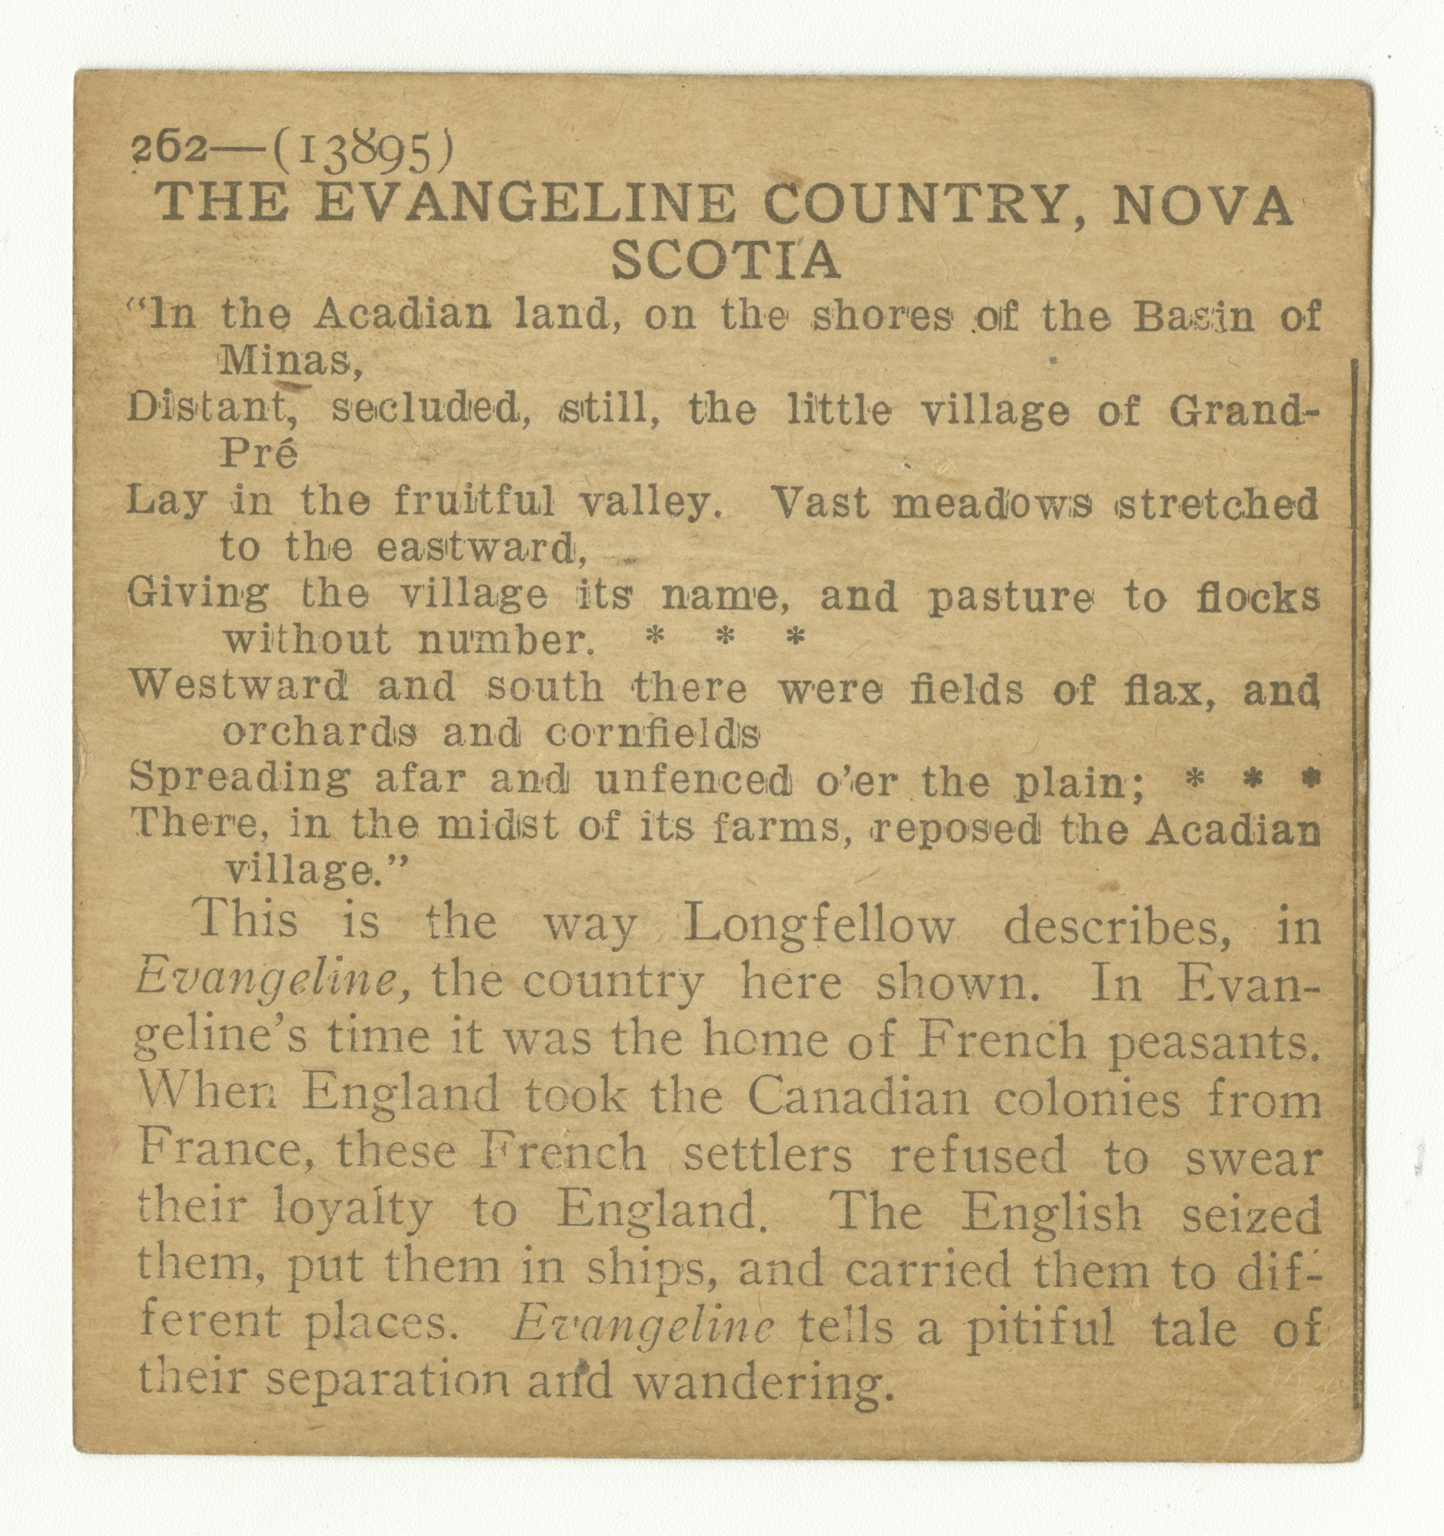 262—(13895)
THE EVANGELINE COUNTRY, NOVA
SCOTIA
“In the Acadian land, on the shores of the Basin of
Minas,
Distant, secluded, still, the little village of Grand-
Pré
Lay in the fruitful valley. Vast meadows stretched
to the eastward,
Giving the village its name, and pasture to flocks
without number. * * *
Westward and south there were fields of flax, and
orchards and cornfields
Spreading afar and unfenced o’er the plain; * * *
There, in the midst of its farms, reposed the Acadian
village.”
This is the way Longfellow describes, in
Evangeline, the country here shown. In Evan-
geline’s time it was the home of French peasants.
When England took the Canadian colonies from
France, these French settlers refused to swear
their loyalty to England. The English seized
them, put them in ships, and carried them to dif-
ferent places. Evangeline tells a pitiful tale of
their separation and wandering.